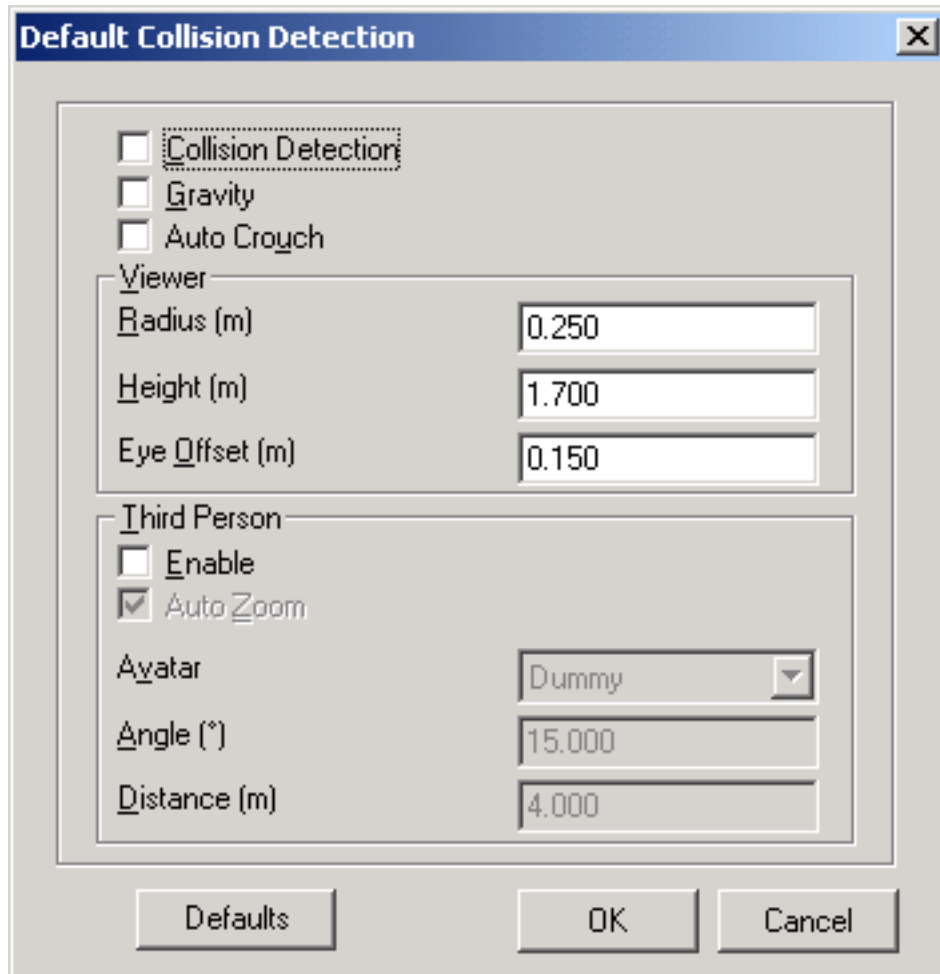 Default Collision Detection
Collision Detection
Gravity
Auto Crouch
Viewer
Radius (m) 0.250
Height (m) 1.700
Eye Offset (m) 0.150
Third Person
Enable
Auto Zoom
Avatar Dummy
Angle (°) 15.000
Distance (m) 4.000
Defaults OK Cancel